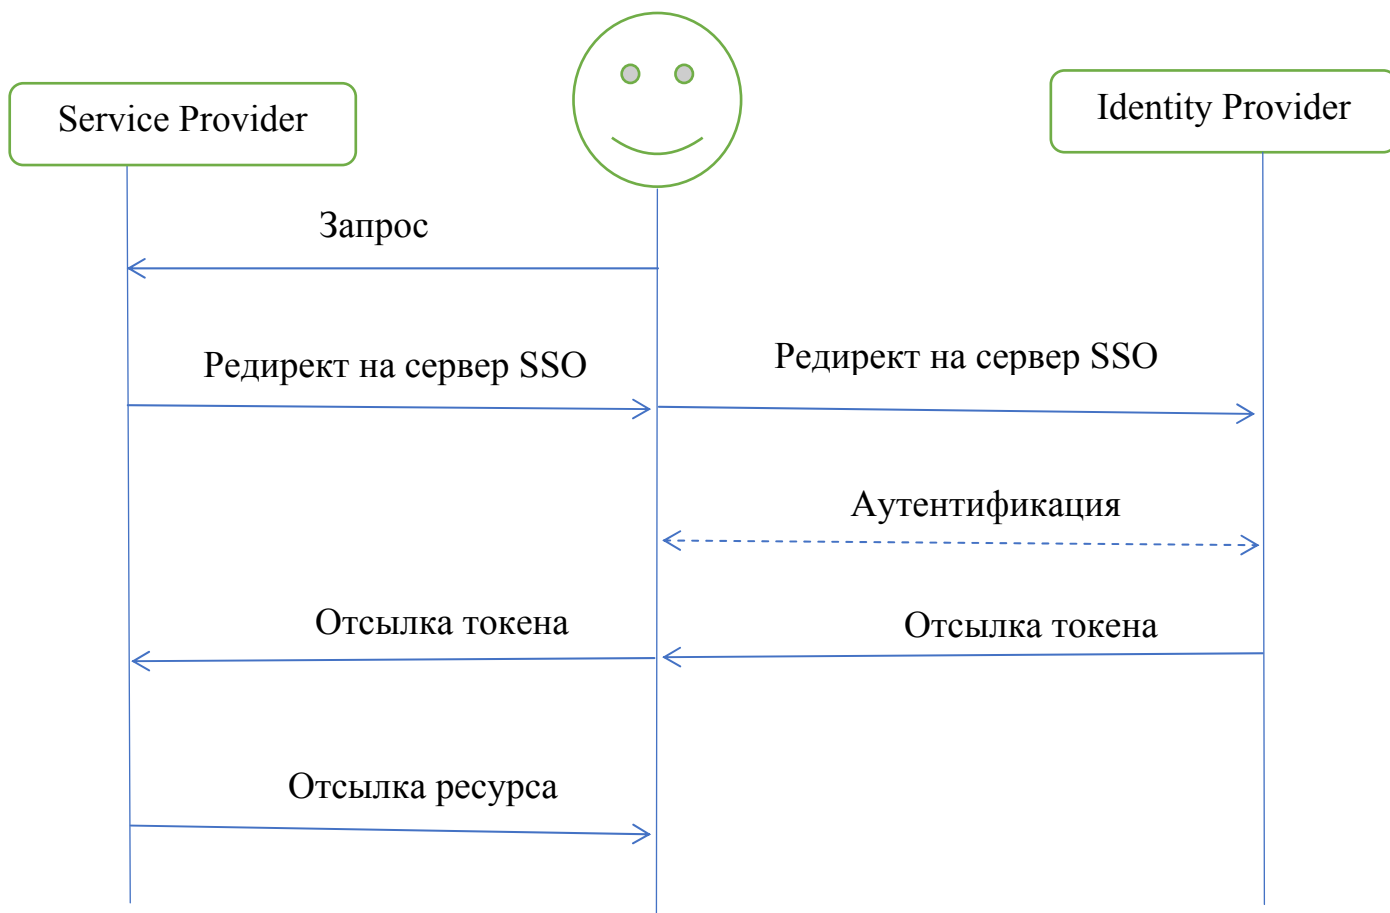 Service Provider
Identity Provider
Запрос
Редирект на сервер SSO
Редирект на сервер SSO
Аутентификация
Отсылка токена
Отсылка токена
Отсылка ресурса